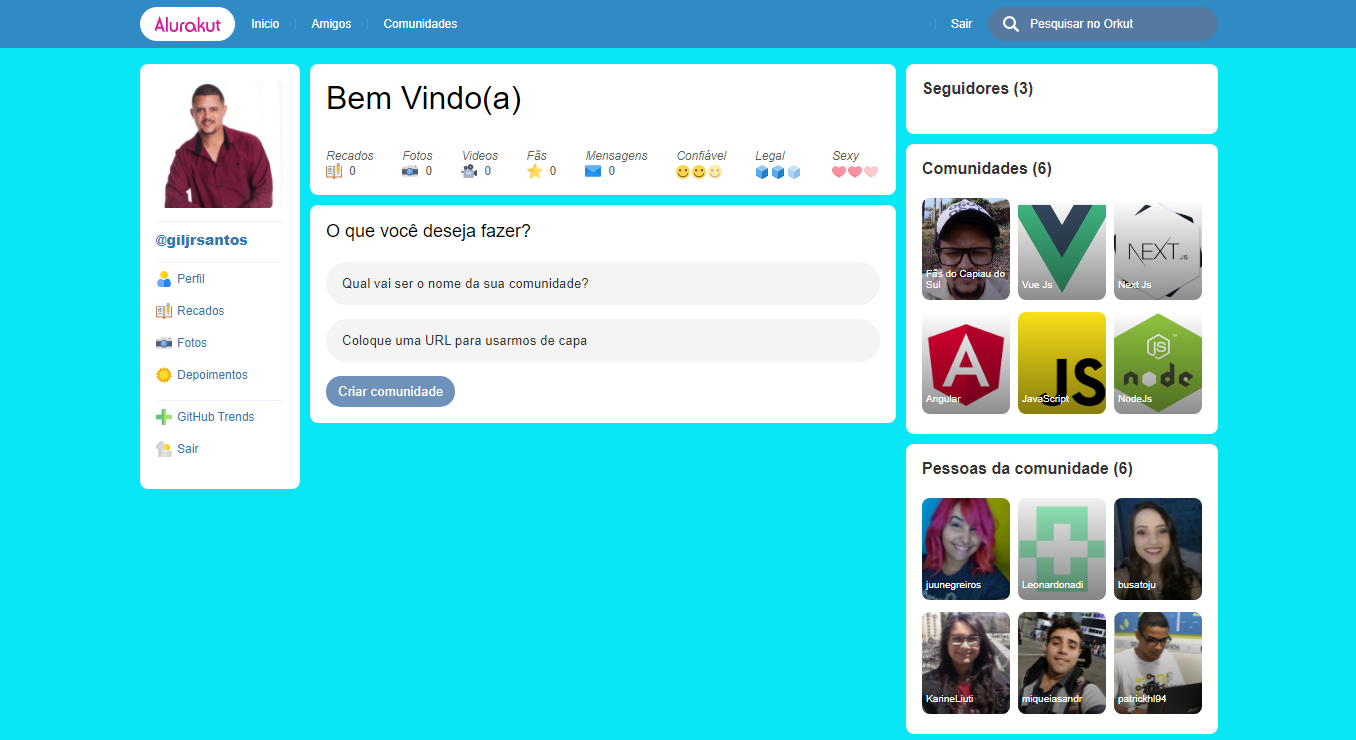 Alurakut
Inicio
Amigos
Comunidades
Sair
Pesquisar no Orkut
@giljrsantos
Perfil
Recados
Fotos
Depoimentos
GitHub Trends
Sair
Bem Vindo(a)
Recados Fotos Videos Fãs Mensagens Confiável Legal Sexy
0 0 0 0 0
O que você deseja fazer?
Qual vai ser o nome da sua comunidade?
Coloque uma URL para usarmos de capa
Criar comunidade
Seguidores (3)
Comunidades (6)
Fãs do Capiau do
Sul
Vue Js
NEXT.JS
Next Js
A
Angular
JS
JavaScript
JS
node
NodeJs
Pessoas da comunidade (6)
juunegreiros
Leonardonadi
busatoju
KarineLiuti
miqueiasandr
patrickhl94